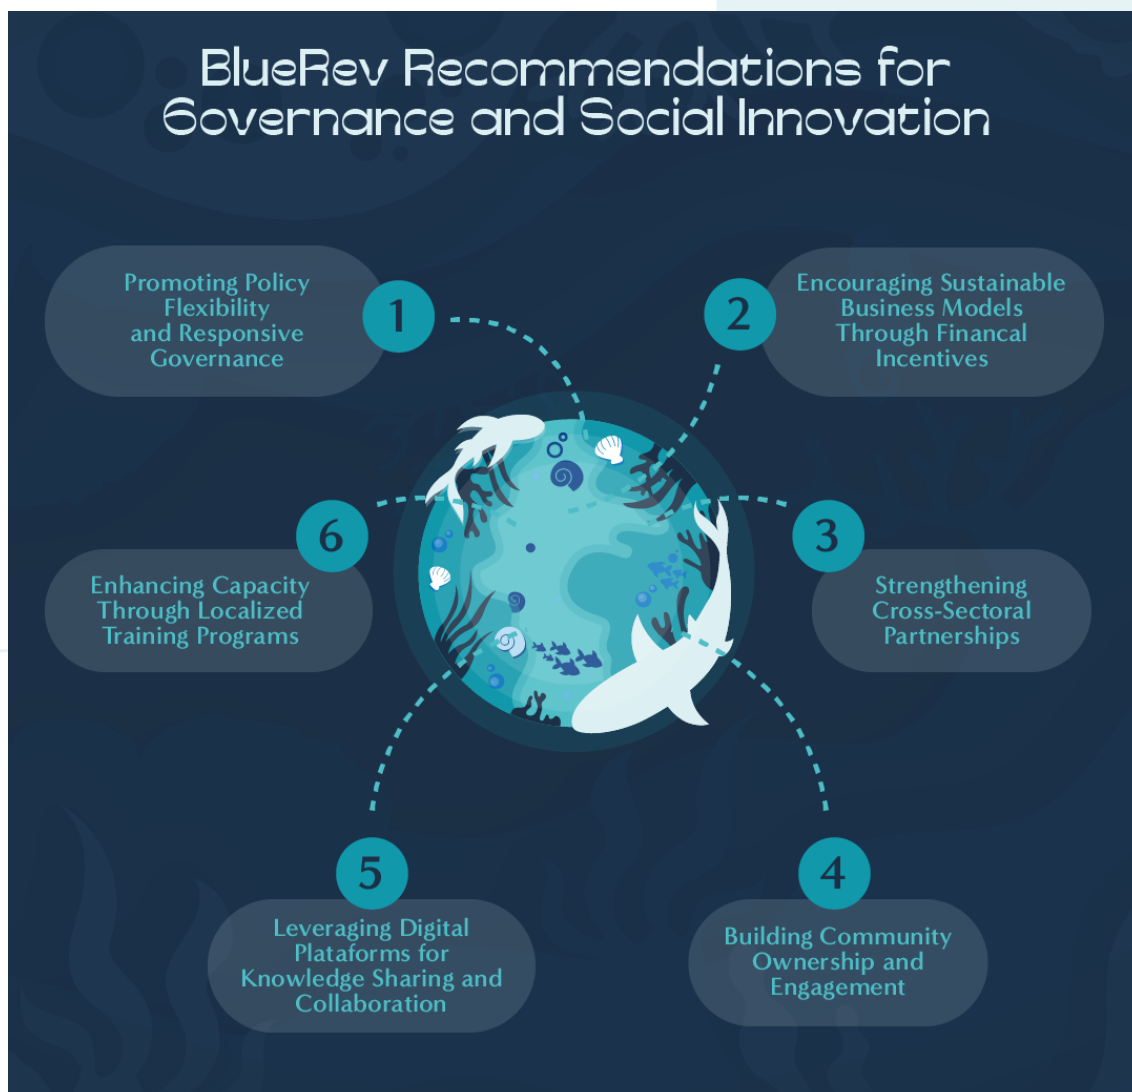 BlueRev Recommendations for
Governance and Social Innovation
1
Promoting Policy
Flexibility
and Responsive
Governance
2
Encouraging Sustainable
Business Models
Through Financal
Incentives
3
Strengthening
Cross-Sectoral
Partnerships
4
Building Community
Ownership and
Engagement
5
Leveraging Digital
Plataforms for
Knowledge Sharing and
Collaboration
6
Enhancing Capacity
Through Localized
Training Programs